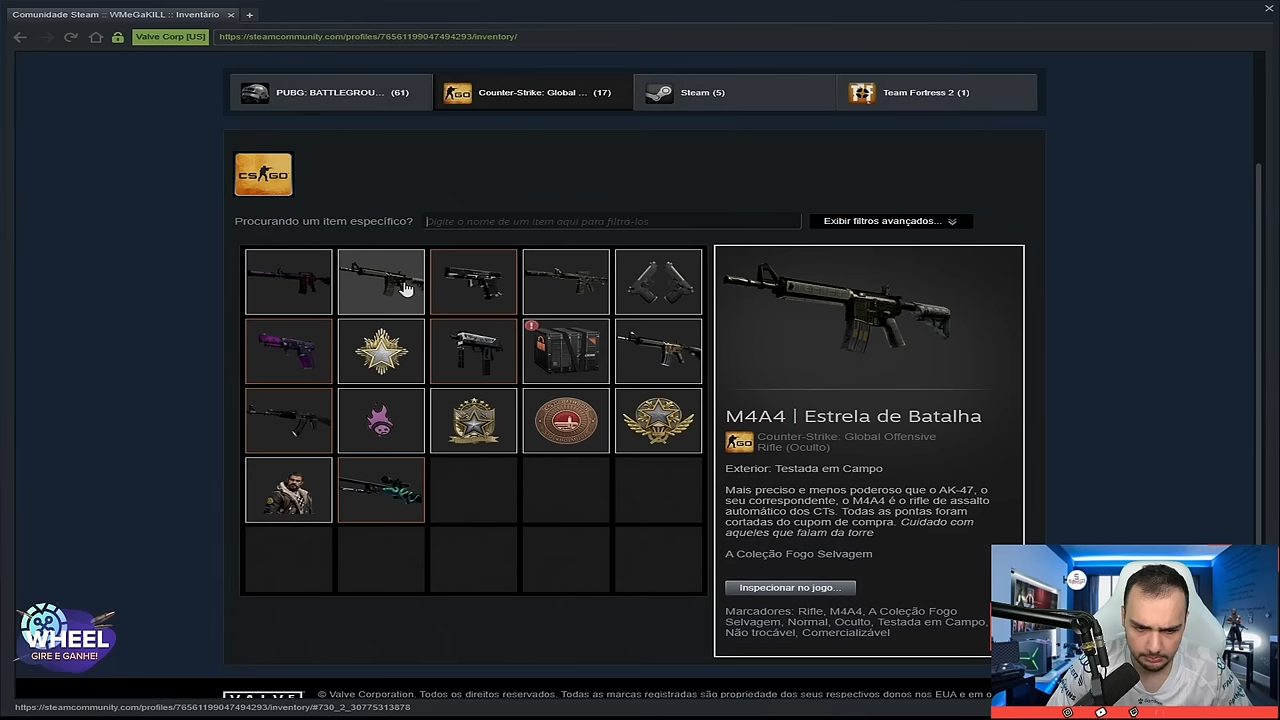 Comunidade Steam :: WMeGaKILL :: Inventário
Valve Corp [US]
https://steamcommunity.com/profiles/76561199047494293/inventory/
PUBG: BATTLEGROU... (61)
Counter-Strike: Global ... (17)
Steam (5)
Team Fortress 2 (1)
CS GO
Procurando um item específico?
Digite o nome de um item aqui para filtrá-los
Exibir filtros avançados...
M4A4 | Estrela de Batalha
GO
Counter-Strike: Global Offensive
Rifle (Oculto)
Exterior: Testada em Campo
Mais preciso e menos poderoso que o AK-47, o
seu correspondente, o M4A4 é o rifle de assalto
automático dos CTs. Todas as pontas foram
cortadas do cupom de compra. Cuidado com
aqueles que falam da torre
A Coleção Fogo Selvagem
Inspecionar no jogo...
Marcadores: Rifle, M4A4, A Coleção Fogo
Selvagem, Normal, Oculto, Testada em Campo,
Não trocável, Comercializável
WHEEL
GIRE E GANHE!
VALVE
© Valve Corporation. Todos os direitos reservados. Todas as marcas registradas são propriedade dos seus respectivos donos nos EUA e em o
https://steamcommunity.com/profiles/76561199047494293/inventory/#730_2_30775313878